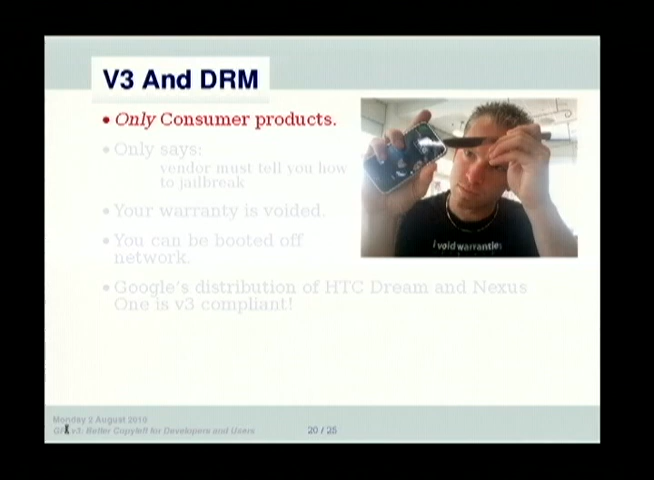 V3 And DRM
• Only Consumer products.
• Only says:
vendor must tell you how
to jailbreak
• Your warranty is voided.
• You can be booted off
network.
• Google's distribution of HTC Dream and Nexus
One is v3 compliant!
i void warranties
Monday 2 August 2010
v3: Better Copyleft for Developers and Users
20 / 25